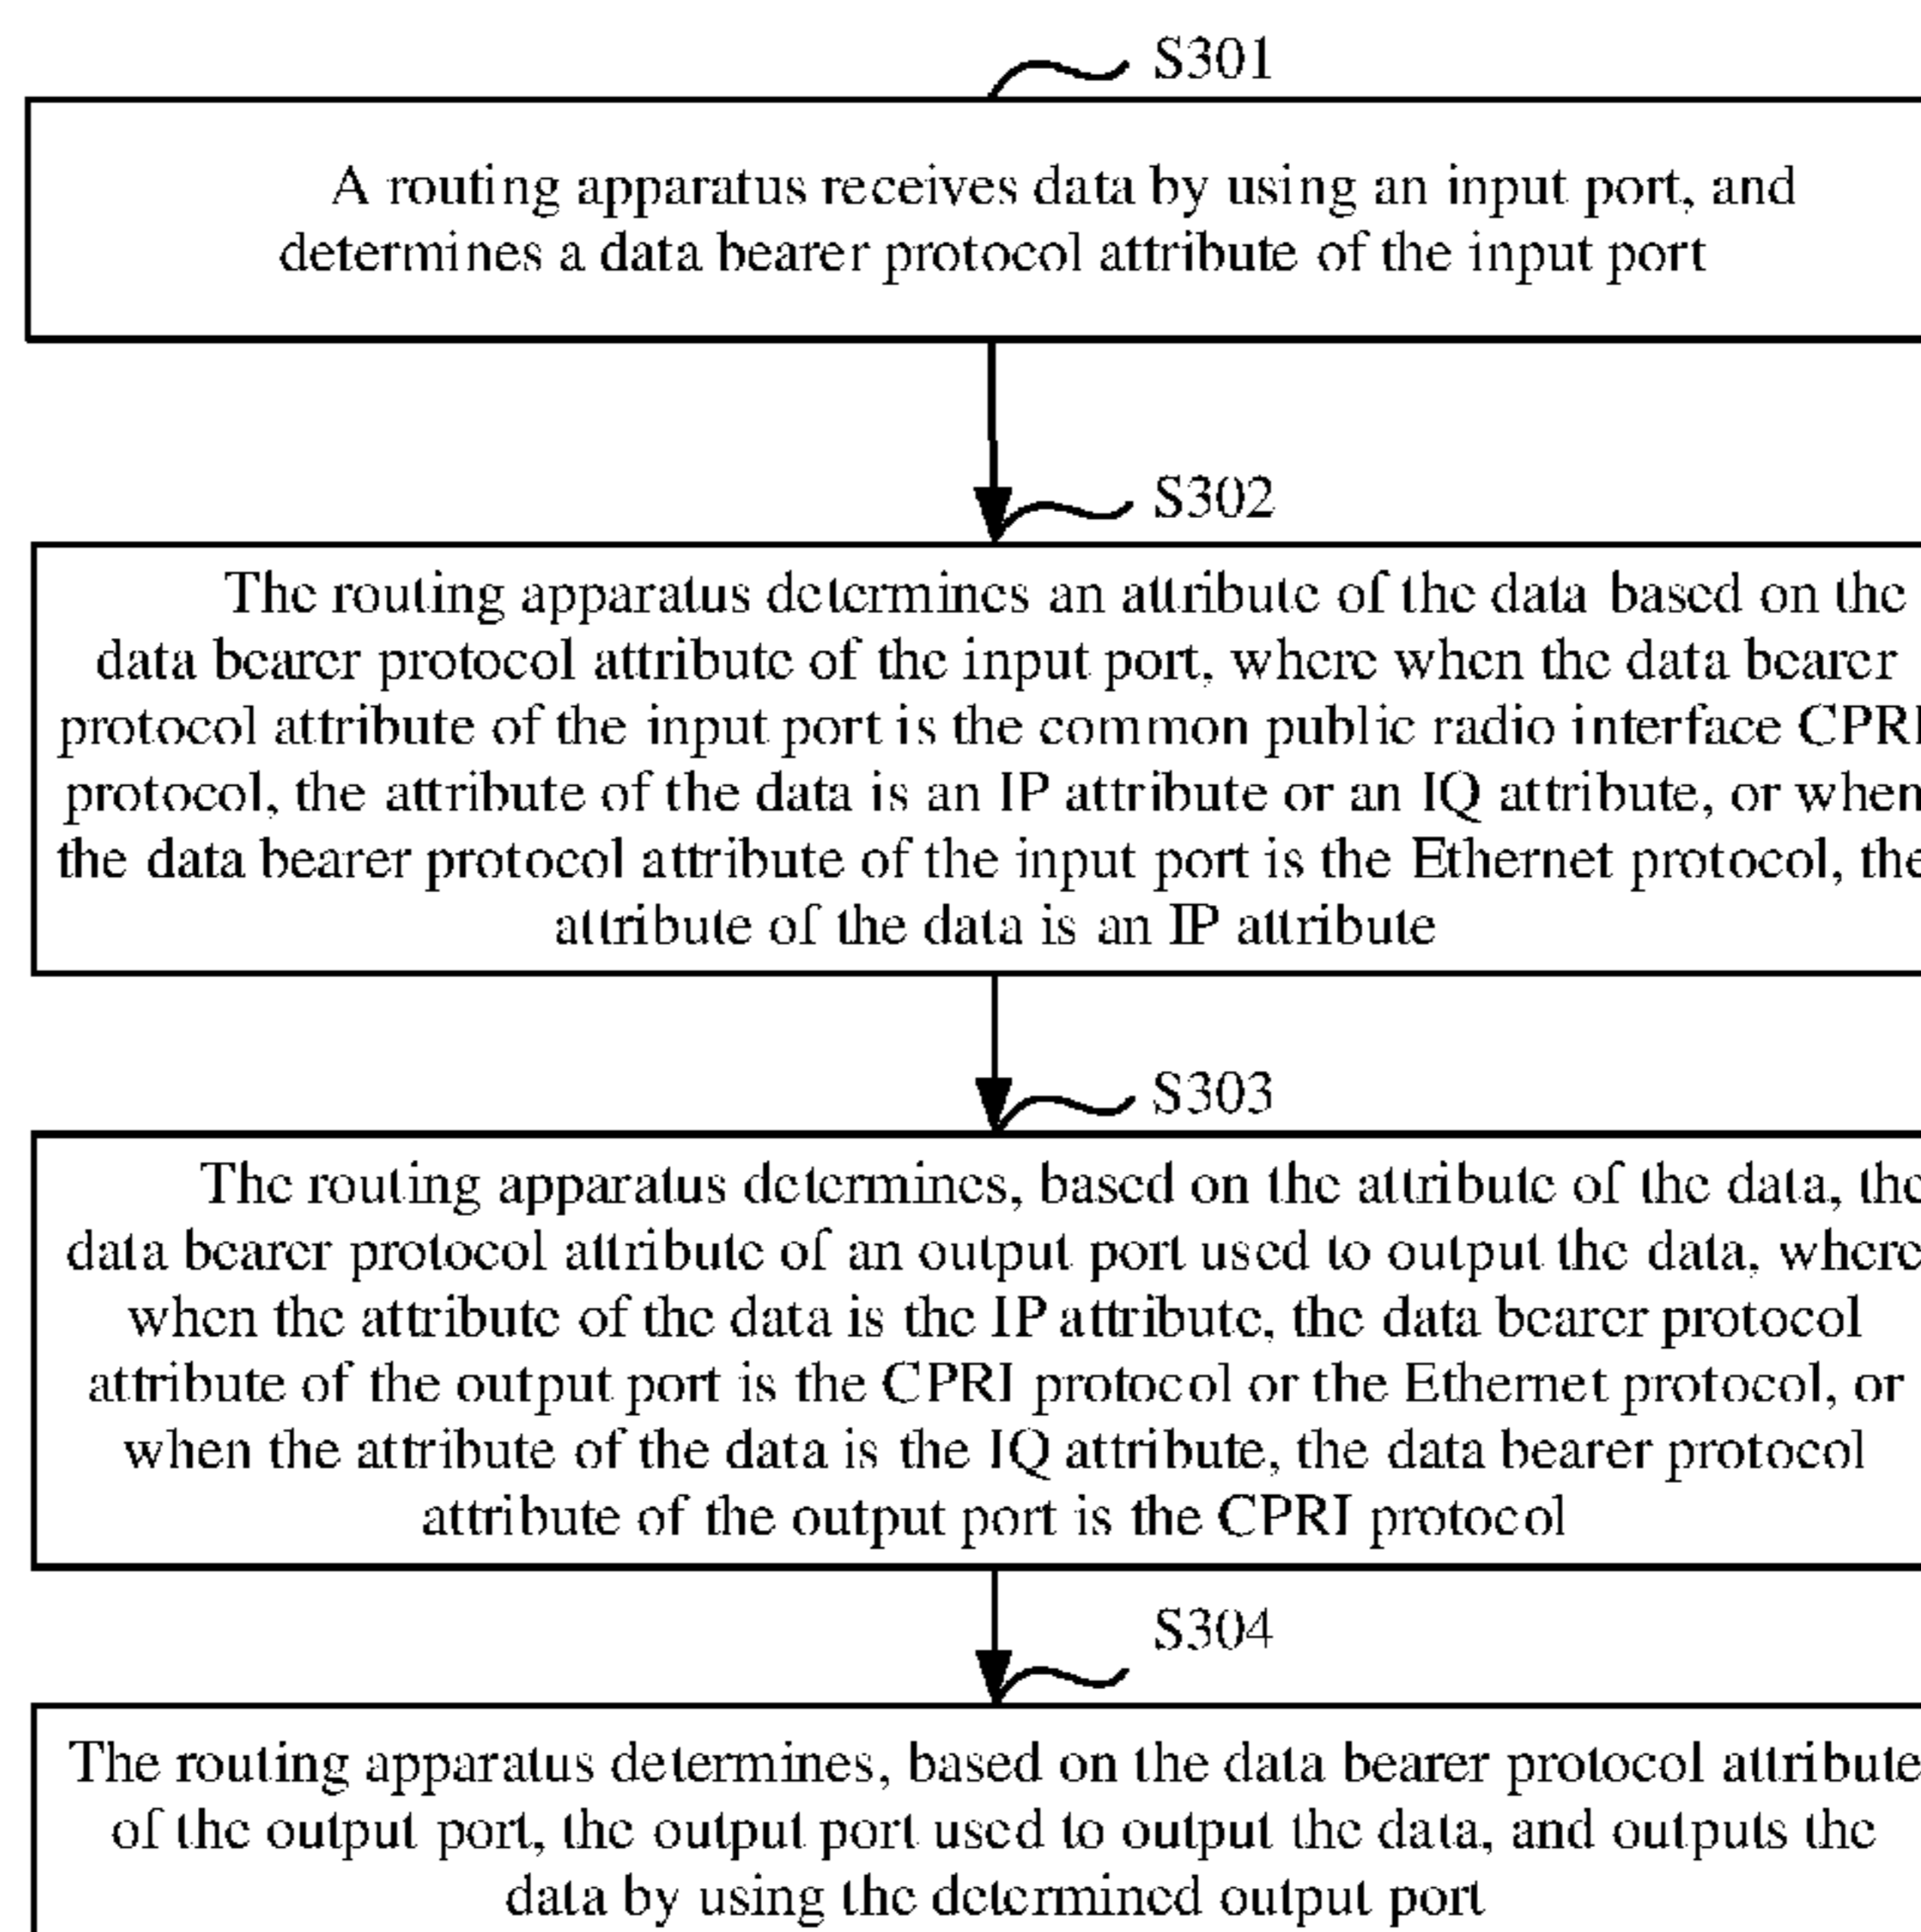 S301
A routing apparatus receives data by using an input port, and
determines a data bearer protocol attribute of the input port
S302
The routing apparatus determines an attribute of the data based on the
data bearer protocol attribute of the input port, where when the data bearer
protocol attribute of the input port is the common public radio interface CPRI
protocol, the attribute of the data is an IP attribute or an IQ attribute, or when
the data bearer protocol attribute of the input port is the Ethernet protocol, the
attribute of the data is an IP attribute
S303
The routing apparatus determines, based on the attribute of the data, the
data bearer protocol attribute of an output port used to output the data, where
when the attribute of the data is the IP attribute, the data bearer protocol
attribute of the output port is the CPRI protocol or the Ethernet protocol, or
when the attribute of the data is the IQ attribute, the data bearer protocol
attribute of the output port is the CPRI protocol
S304
The routing apparatus determines, based on the data bearer protocol attribute
of the output port, the output port used to output the data, and outputs the
data by using the determined output port